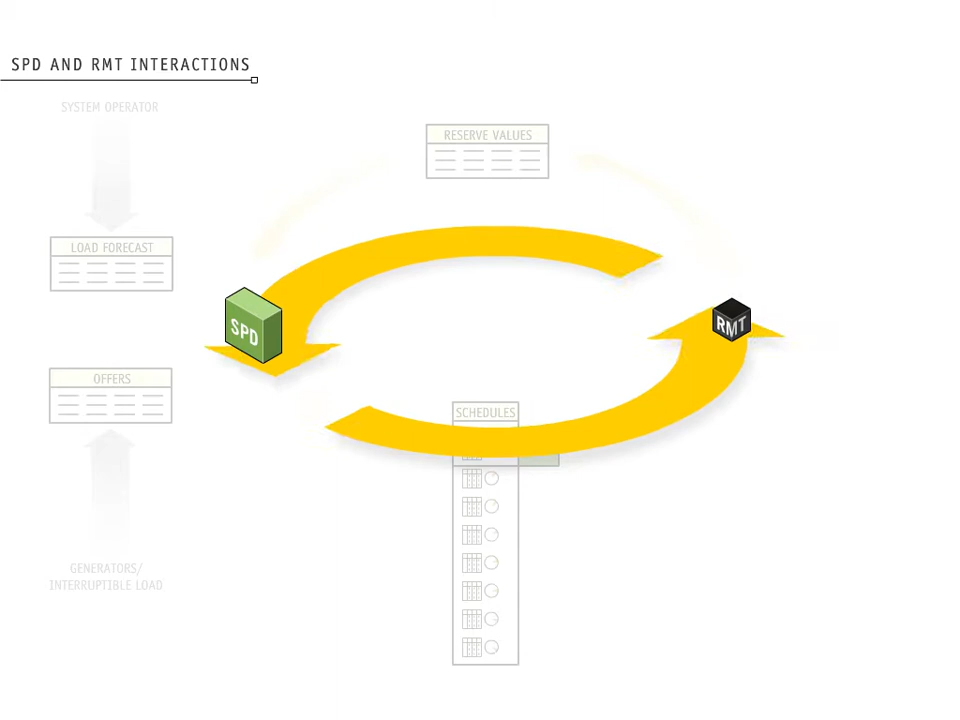 SPD AND RMT INTERACTIONS
SYSTEM OPERATOR
RESERVE VALUES
LOAD FORECAST
SPD
RMT
OFFERS
SCHEDULES
GENERATORS/
INTERRUPTIBLE LOAD